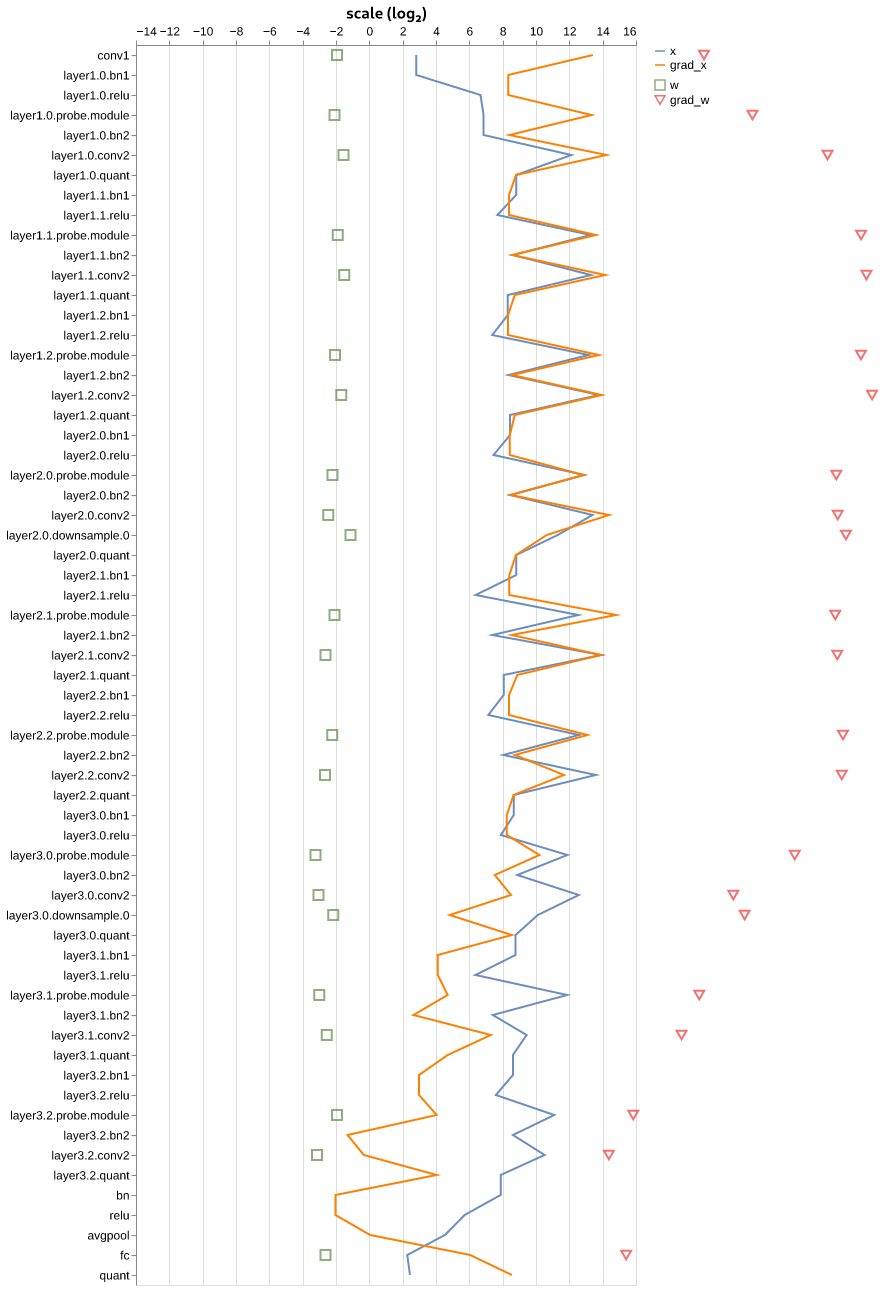 scale (log₂)
−14 −12 −10 −8 −6 −4 −2 0 2 4 6 8 10 12 14 16
x
grad_x
w
grad_w
conv1
layer1.0.bn1
layer1.0.relu
layer1.0.probe.module
layer1.0.bn2
layer1.0.conv2
layer1.0.quant
layer1.1.bn1
layer1.1.relu
layer1.1.probe.module
layer1.1.bn2
layer1.1.conv2
layer1.1.quant
layer1.2.bn1
layer1.2.relu
layer1.2.probe.module
layer1.2.bn2
layer1.2.conv2
layer1.2.quant
layer2.0.bn1
layer2.0.relu
layer2.0.probe.module
layer2.0.bn2
layer2.0.conv2
layer2.0.downsample.0
layer2.0.quant
layer2.1.bn1
layer2.1.relu
layer2.1.probe.module
layer2.1.bn2
layer2.1.conv2
layer2.1.quant
layer2.2.bn1
layer2.2.relu
layer2.2.probe.module
layer2.2.bn2
layer2.2.conv2
layer2.2.quant
layer3.0.bn1
layer3.0.relu
layer3.0.probe.module
layer3.0.bn2
layer3.0.conv2
layer3.0.downsample.0
layer3.0.quant
layer3.1.bn1
layer3.1.relu
layer3.1.probe.module
layer3.1.bn2
layer3.1.conv2
layer3.1.quant
layer3.2.bn1
layer3.2.relu
layer3.2.probe.module
layer3.2.bn2
layer3.2.conv2
layer3.2.quant
bn
relu
avgpool
fc
quant